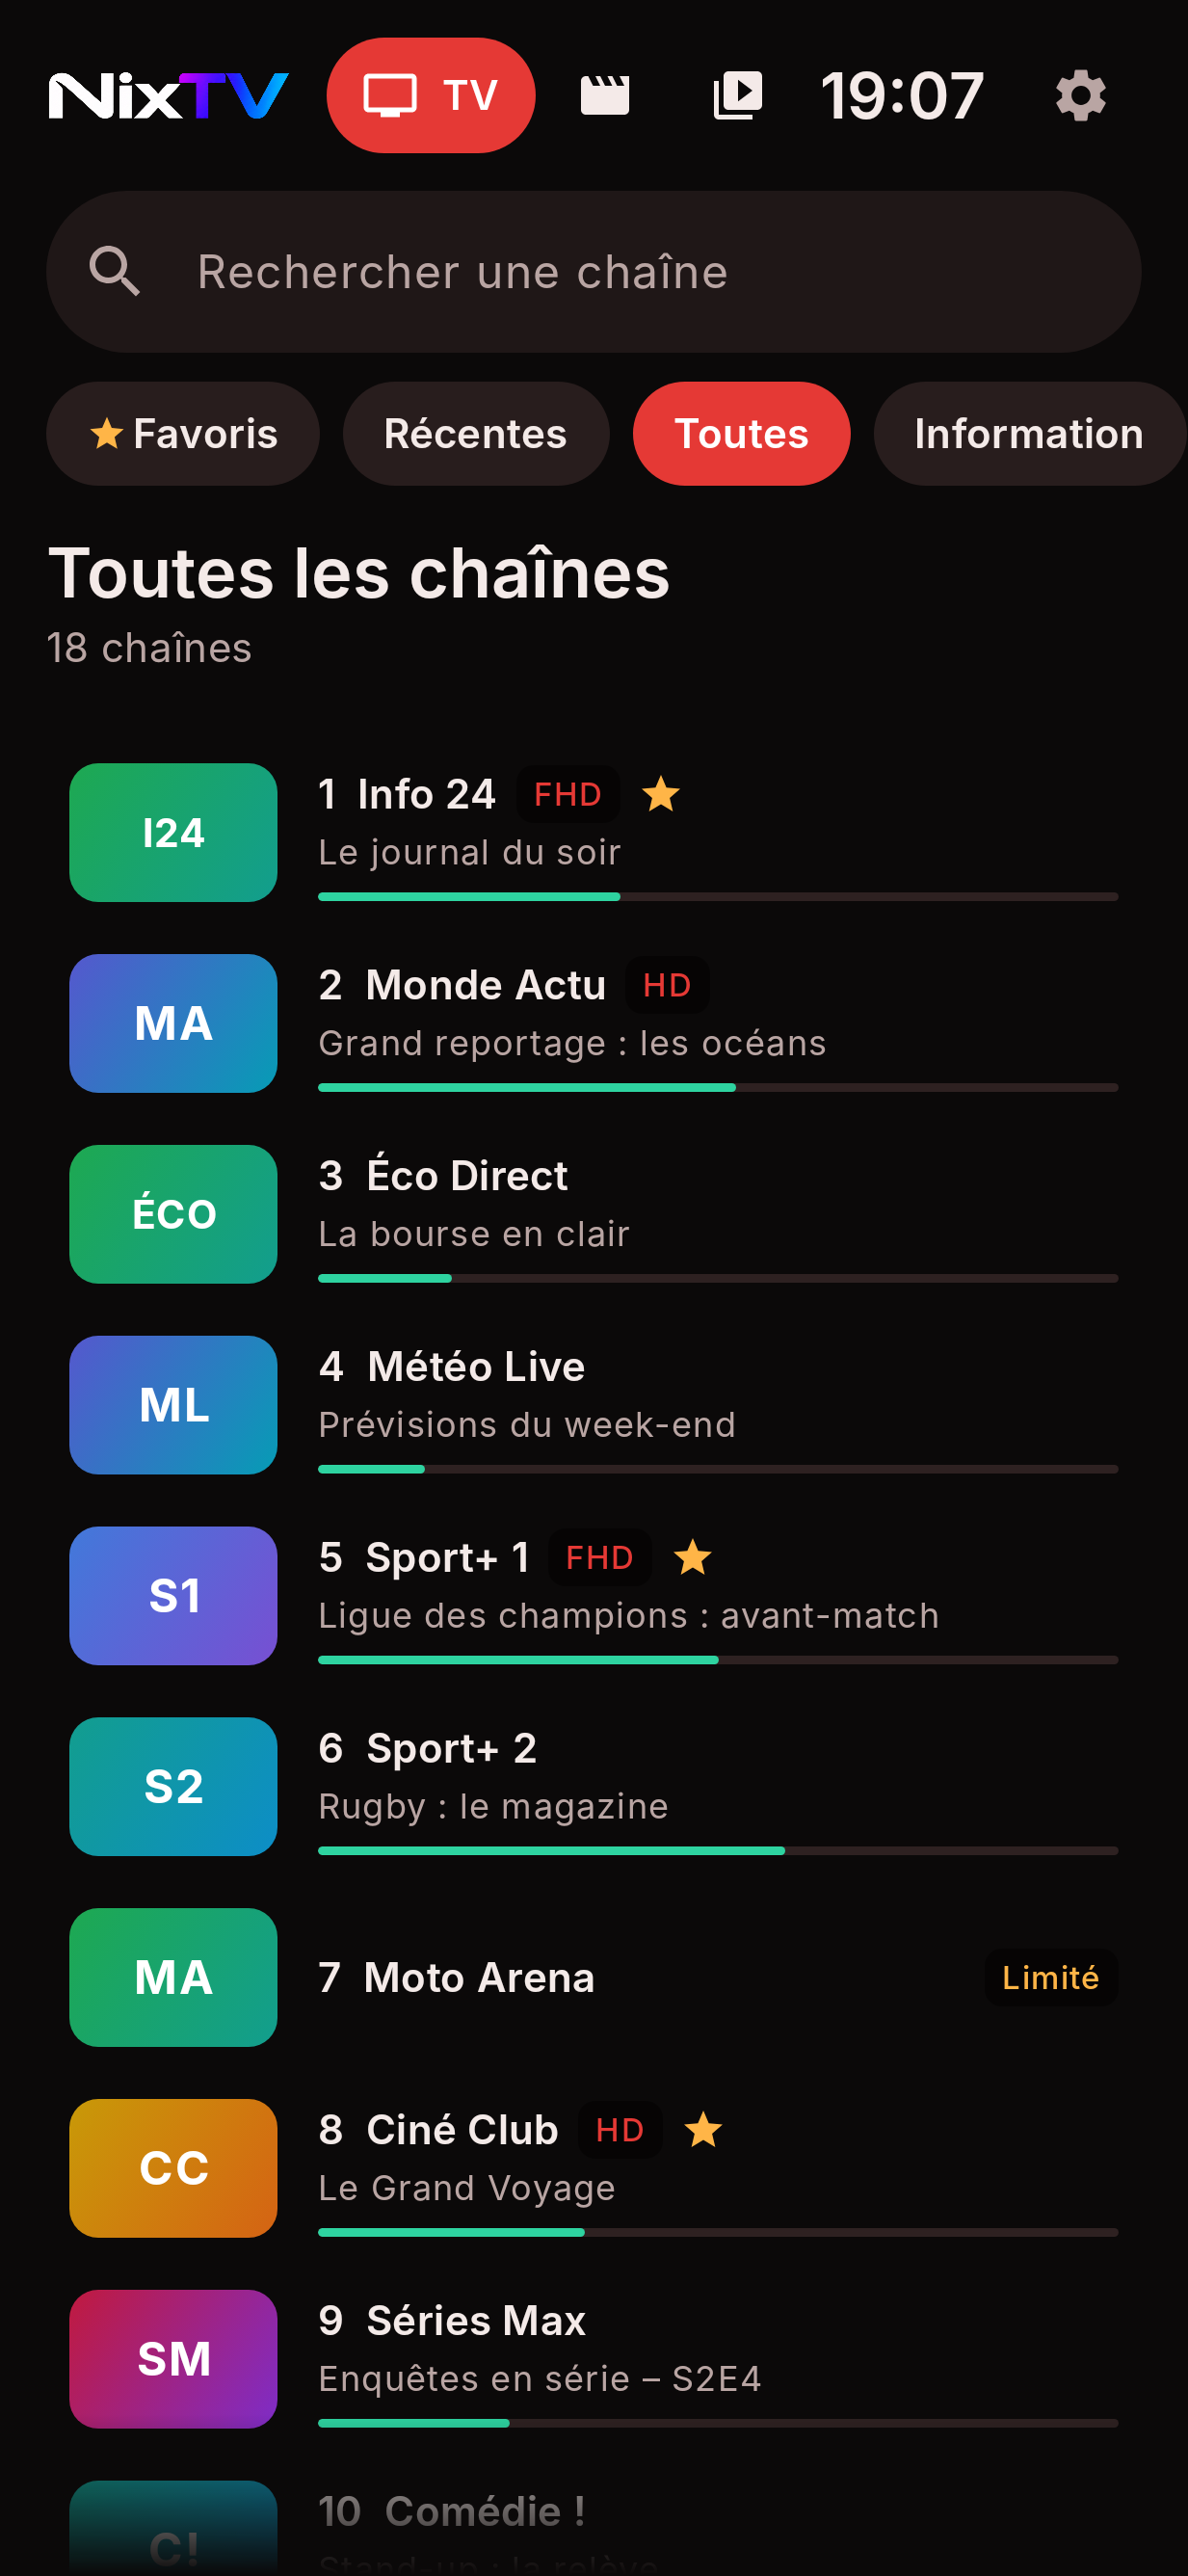 NixTV TV 19:07
Rechercher une chaîne
Favoris Récentes Toutes Information
Toutes les chaînes
18 chaînes
I24 1 Info 24 FHD
Le journal du soir
MA 2 Monde Actu HD
Grand reportage : les océans
ÉCO 3 Éco Direct
La bourse en clair
ML 4 Météo Live
Prévisions du week-end
S1 5 Sport+ 1 FHD
Ligue des champions : avant-match
S2 6 Sport+ 2
Rugby : le magazine
MA 7 Moto Arena Limité
CC 8 Ciné Club HD
Le Grand Voyage
SM 9 Séries Max
Enquêtes en série – S2E4
C! 10 Comédie !
Stand-up : la relève